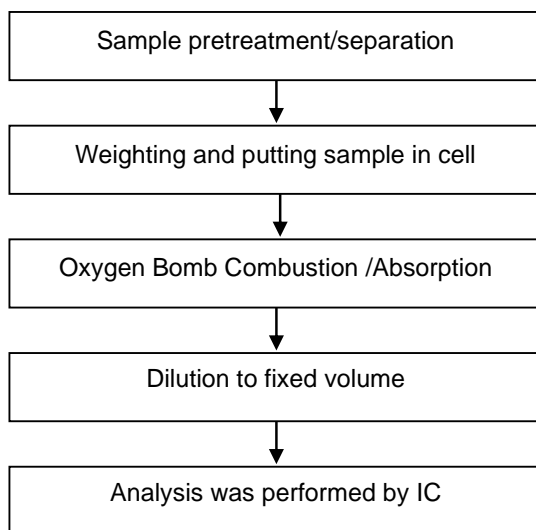 Sample pretreatment/separation
Weighting and putting sample in cell
Oxygen Bomb Combustion /Absorption
Dilution to fixed volume
Analysis was performed by IC